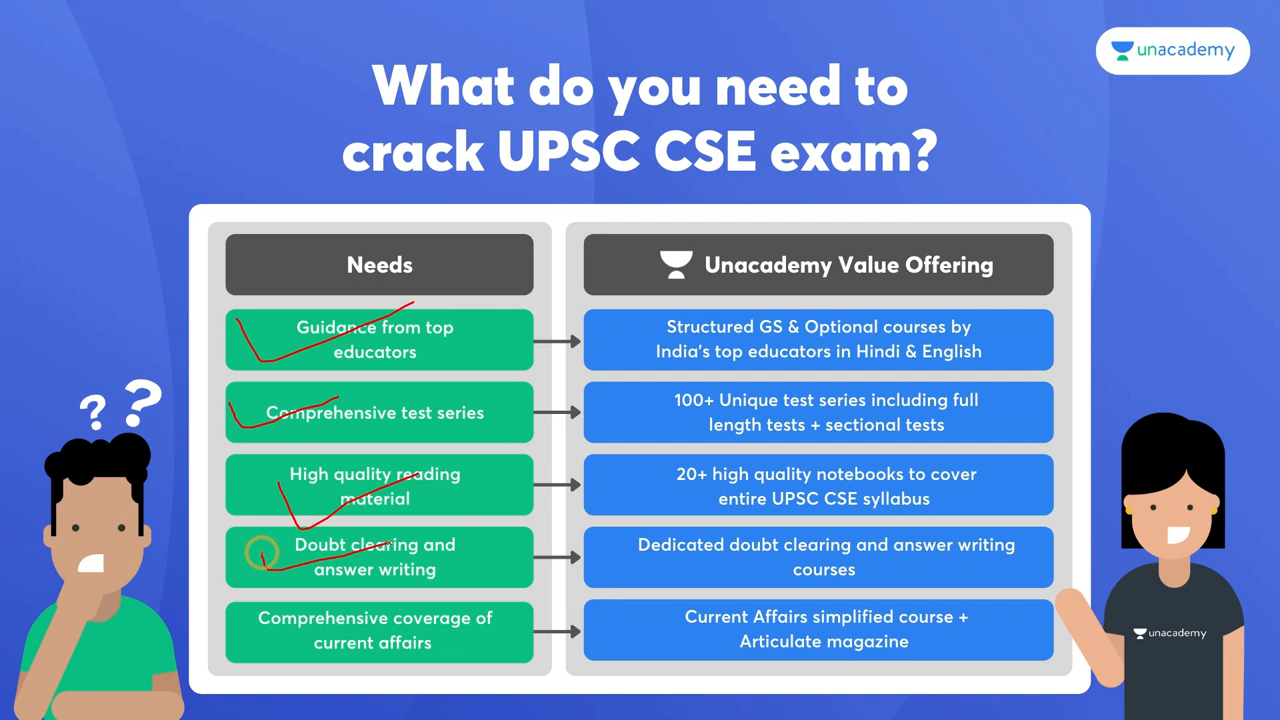 unacademy
What do you need to
crack UPSC CSE exam?
Needs
Unacademy Value Offering
Guidance from top
educators
Structured GS & Optional courses by
India's top educators in Hindi & English
Comprehensive test series
100+ Unique test series including full
length tests + sectional tests
High quality reading
material
20+ high quality notebooks to cover
entire UPSC CSE syllabus
Doubt clearing and
answer writing
Dedicated doubt clearing and answer writing
courses
Comprehensive coverage of
current affairs
Current Affairs simplified course +
Articulate magazine
? ?
unacademy